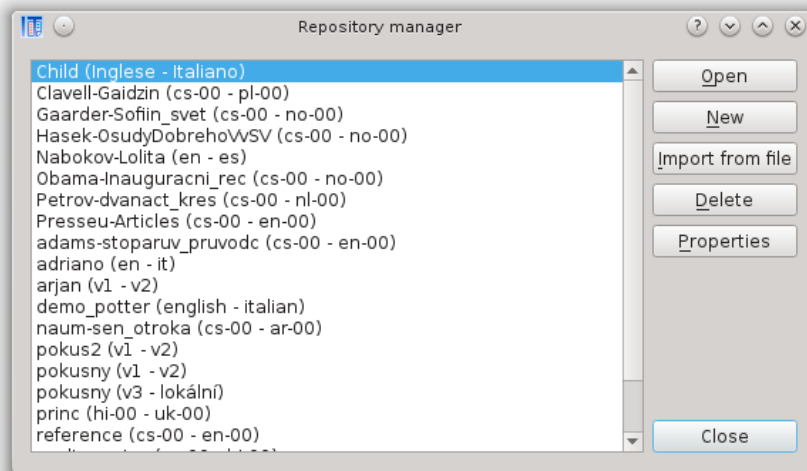 Repository manager
Child (Inglese - Italiano)
Clavell-Gaidzin (cs-00 - pl-00)
Gaarder-Sofiin_svet (cs-00 - no-00)
Hasek-OsudyDobrehoVvSV (cs-00 - no-00)
Nabokov-Lolita (en - es)
Obama-Inauguracni_rec (cs-00 - no-00)
Petrov-dvanact_kres (cs-00 - nl-00)
Presseu-Articles (cs-00 - en-00)
adams-stoparuv_pruvodc (cs-00 - en-00)
adriano (en - it)
arjan (v1 - v2)
demo_potter (english - italian)
naum-sen_otroka (cs-00 - ar-00)
pokus2 (v1 - v2)
pokusny (v1 - v2)
pokusny (v3 - lokální)
princ (hi-00 - uk-00)
reference (cs-00 - en-00)
Open
New
Import from file
Delete
Properties
Close